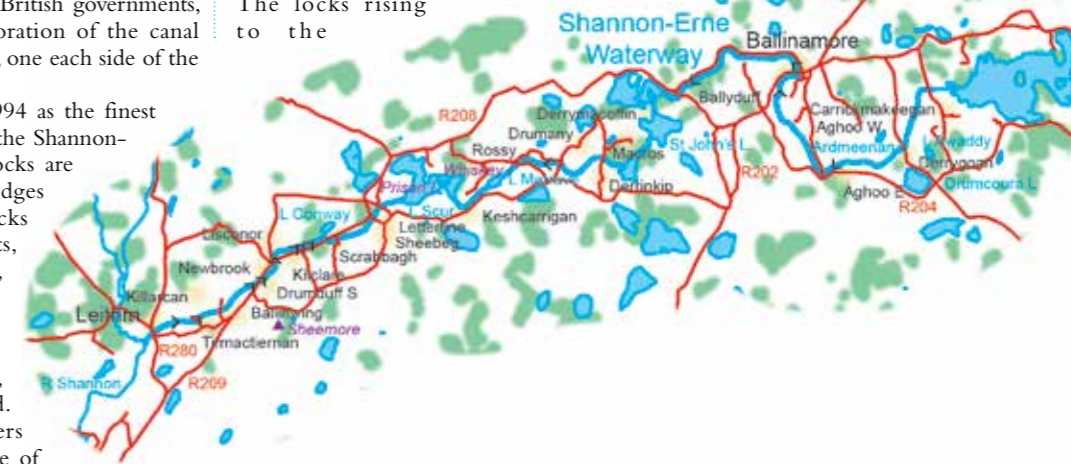 British governments,
oration of the canal
, one each side of the
994 as the finest
the Shannon-
ocks are
dges
cks
ts,
,
,
d.
ers
e of
The locks rising
to the
Shannon-Erne
Waterway
Ballinamore
Ballyduff
R208
Derrymacoffin
Drumany
Rossy
Macros
St John's L
Carrickmakeegan
Aghoo W
Ardmeenan
Derrygoan
Drumcoura L
Aghoo E
R204
R202
Derrinkip
Keshcarrigan
L Scur
Letterfine
Sheebeg
L Conway
Scrabbagh
Lisconor
Newbrook
Kilclare
Drumduff S
Killarcan
Leitrim
Sheemore
Tirmactiernan
R280
R209
R Shannon